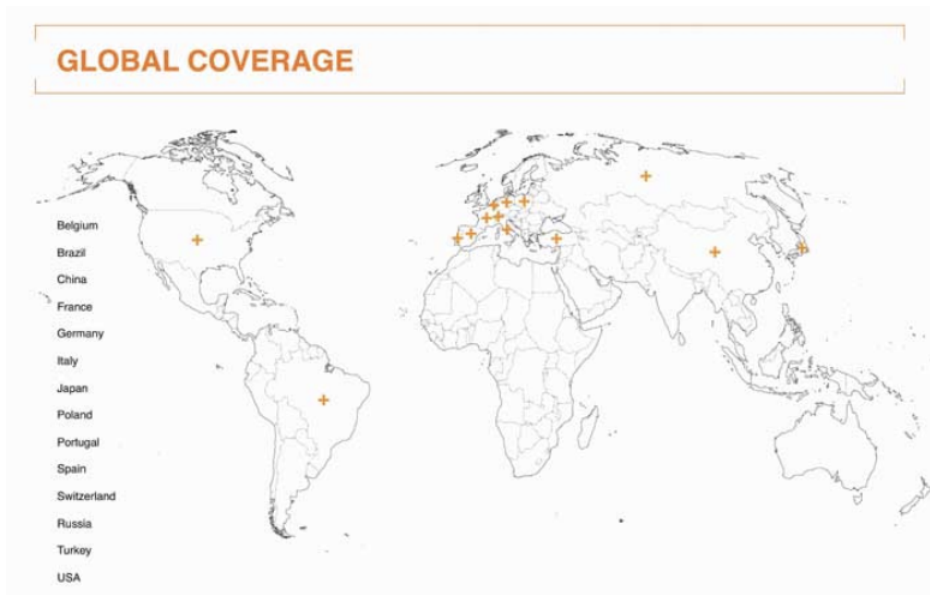 GLOBAL COVERAGE
Belgium
Brazil
China
France
Germany
Italy
Japan
Poland
Portugal
Spain
Switzerland
Russia
Turkey
USA